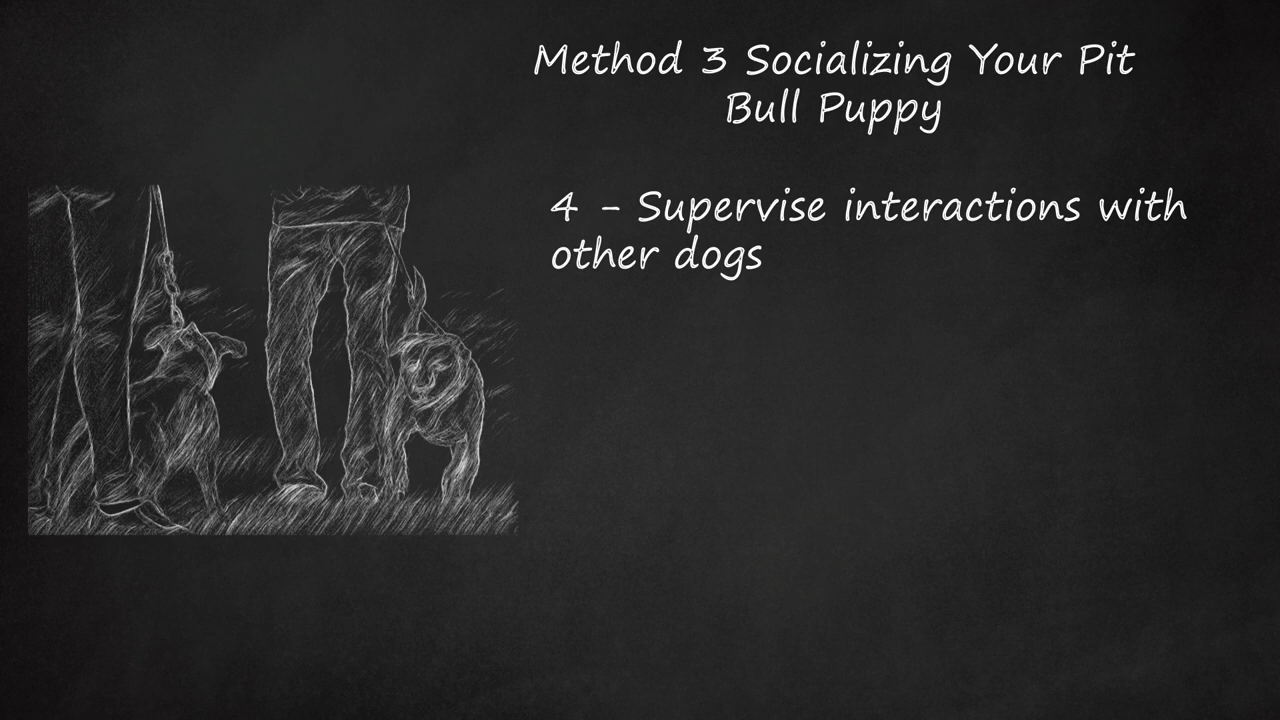 Method 3 Socializing Your Pit
Bull Puppy
4 - Supervise interactions with
other dogs